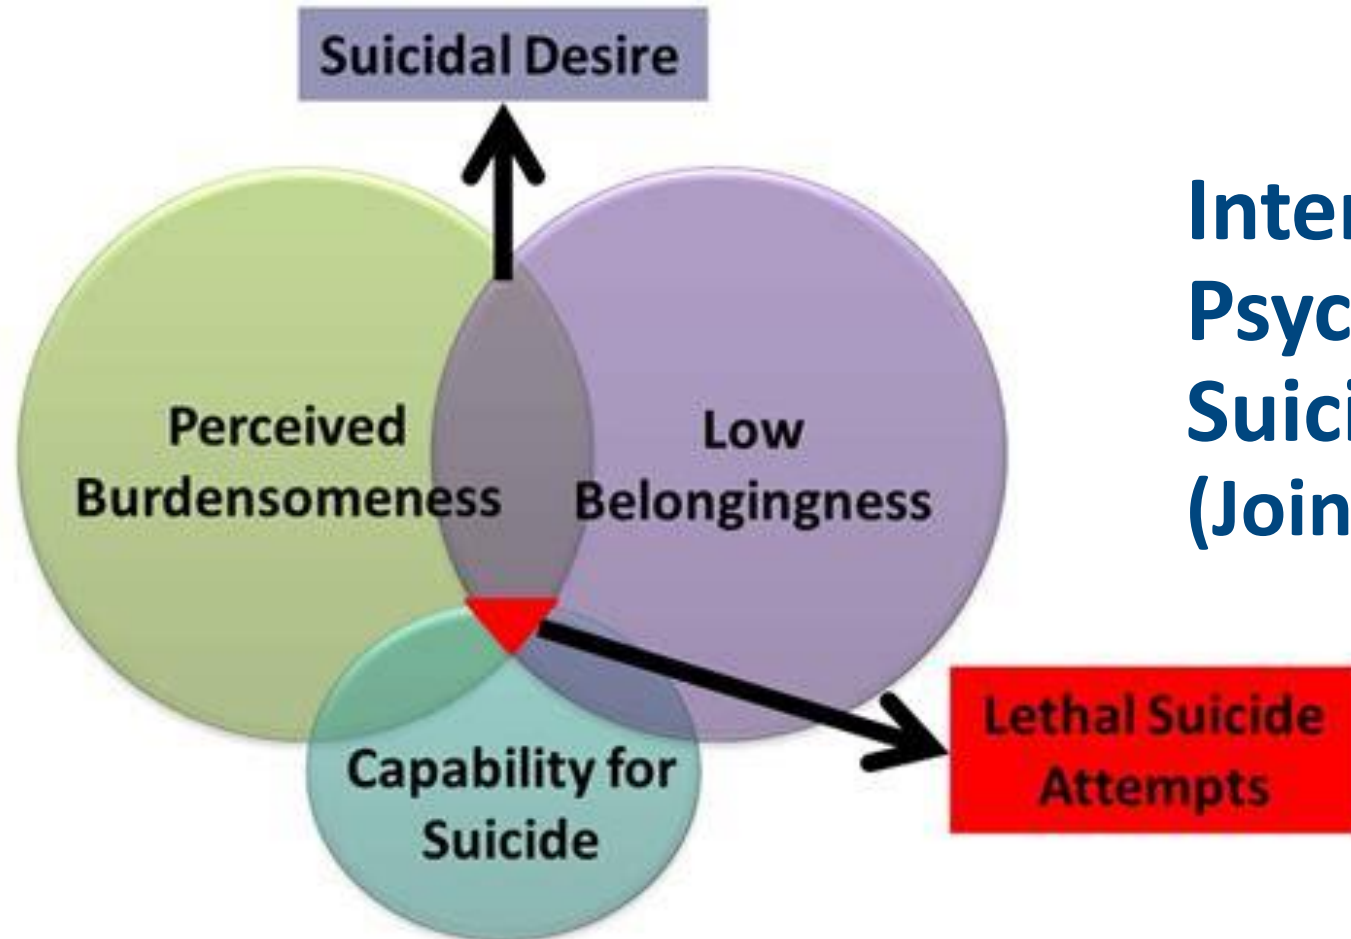 Suicidal Desire
Perceived
Burdensomeness
Low
Belongingness
Capability for
Suicide
Lethal Suicide
Attempts